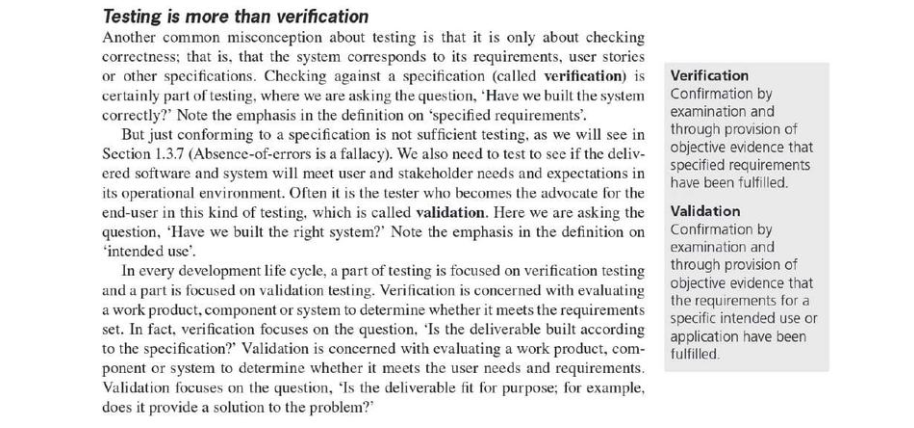 Testing is more than verification
Another common misconception about testing is that it is only about checking
correctness; that is, that the system corresponds to its requirements, user stories
or other specifications. Checking against a specification (called verification) is
certainly part of testing, where we are asking the question, ‘Have we built the system
correctly?’ Note the emphasis in the definition on ‘specified requirements’.
But just conforming to a specification is not sufficient testing, as we will see in
Section 1.3.7 (Absence-of-errors is a fallacy). We also need to test to see if the deliv-
ered software and system will meet user and stakeholder needs and expectations in
its operational environment. Often it is the tester who becomes the advocate for the
end-user in this kind of testing, which is called validation. Here we are asking the
question, ‘Have we built the right system?’ Note the emphasis in the definition on
‘intended use’.
In every development life cycle, a part of testing is focused on verification testing
and a part is focused on validation testing. Verification is concerned with evaluating
a work product, component or system to determine whether it meets the requirements
set. In fact, verification focuses on the question, ‘Is the deliverable built according
to the specification?’ Validation is concerned with evaluating a work product, com-
ponent or system to determine whether it meets the user needs and requirements.
Validation focuses on the question, ‘Is the deliverable fit for purpose; for example,
does it provide a solution to the problem?’
Verification
Confirmation by
examination and
through provision of
objective evidence that
specified requirements
have been fulfilled.
Validation
Confirmation by
examination and
through provision of
objective evidence that
the requirements for a
specific intended use or
application have been
fulfilled.